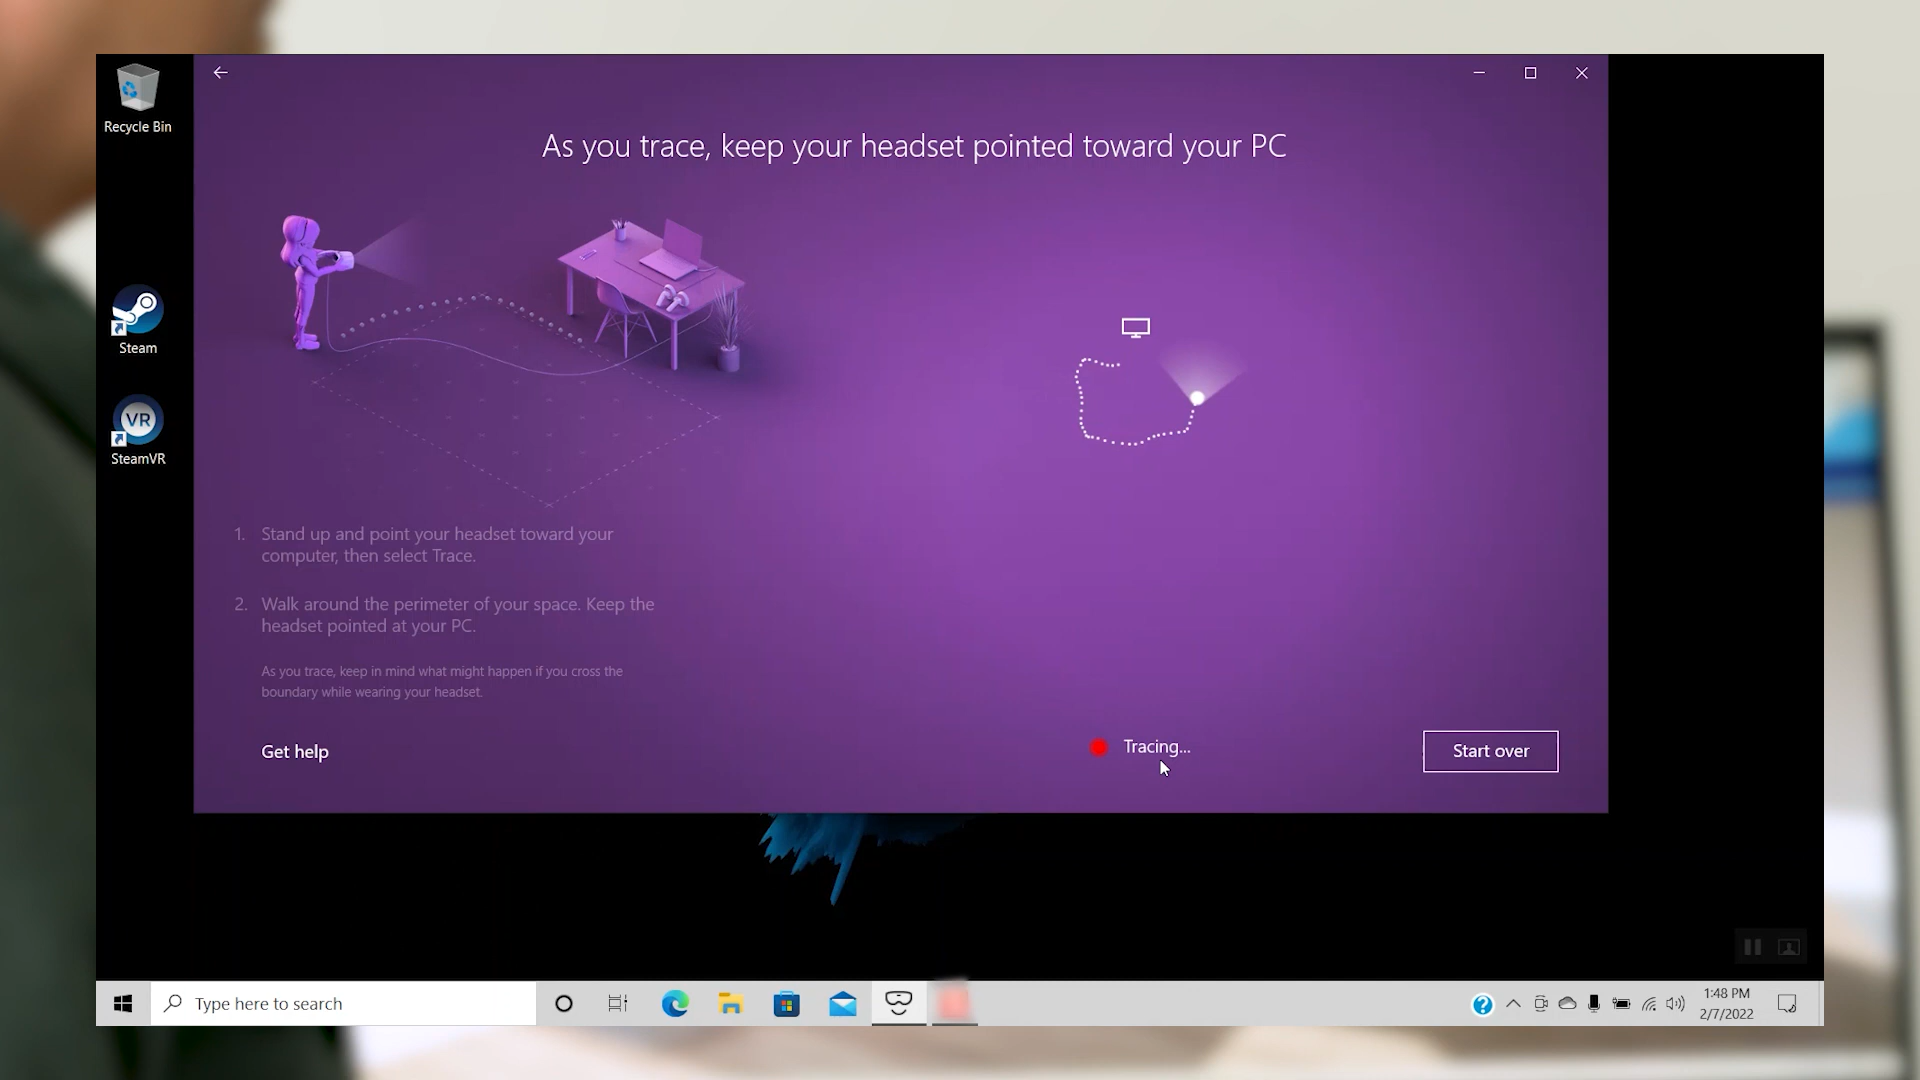 Recycle Bin
As you trace, keep your headset pointed toward your PC
Steam
VR
SteamVR
1. Stand up and point your headset toward your
computer, then select Trace.
2. Walk around the perimeter of your space. Keep the
headset pointed at your PC.
As you trace, keep in mind what might happen if you cross the
boundary while wearing your headset.
Get help
Tracing...
Start over
Type here to search
1:48 PM
2/7/2022